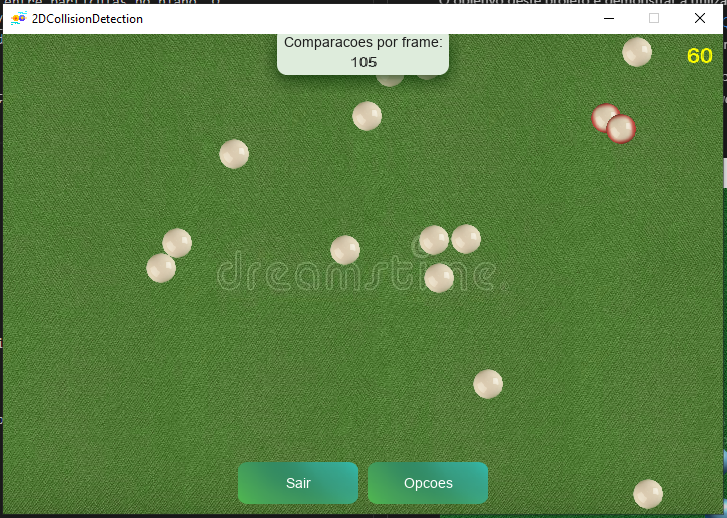 2DCollisionDetection
Comparacoes por frame:
105
60
dreamstime.
Sair
Opcoes